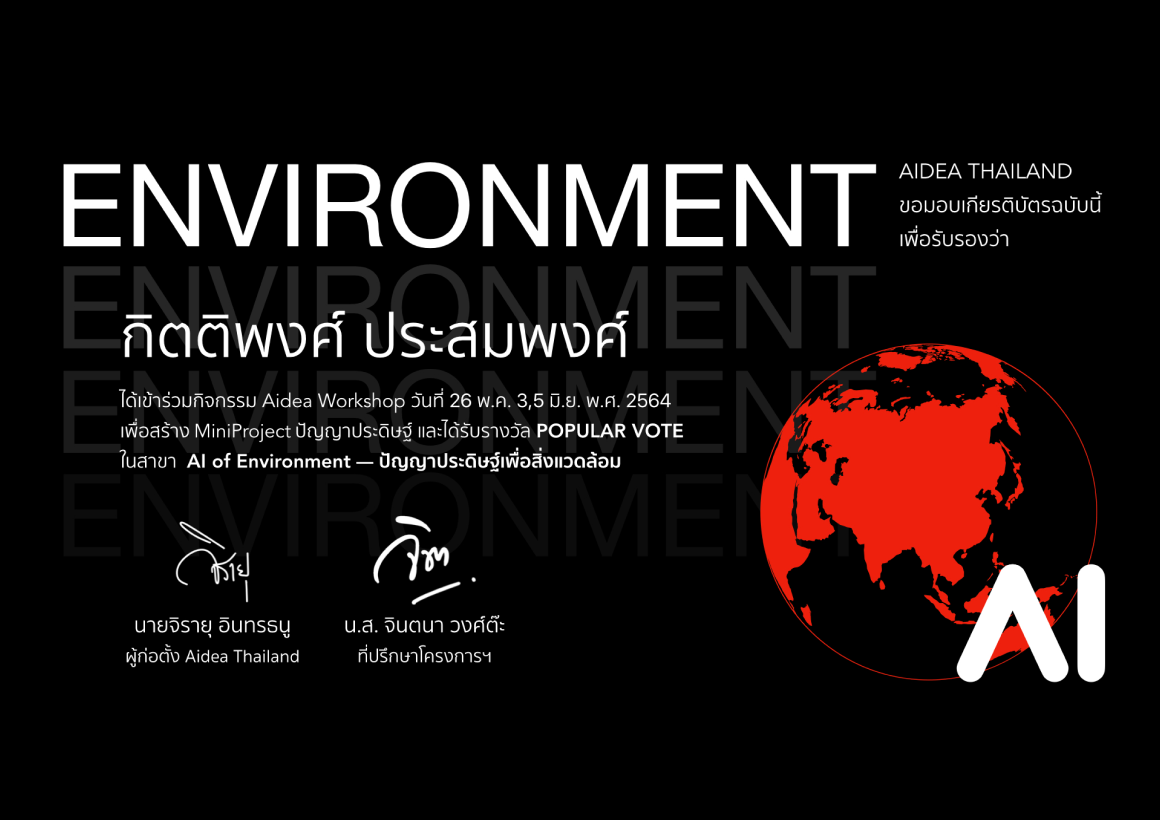 ENVIRONMENT
AIDEA THAILAND
ขอมอบเกียรติบัตรฉบับนี้
เพื่อรับรองว่า
ENVIRONMENT
กิตติพงศ์ ประสมพงศ์
ENVIRONMENT
ได้เข้าร่วมกิจกรรม Aidea Workshop วันที่ 26 พ.ค. 3,5 มิ.ย. พ.ศ. 2564
เพื่อสร้าง MiniProject ปัญญาประดิษฐ์ และได้รับรางวัล POPULAR VOTE
ในสาขา AI of Environment — ปัญญาประดิษฐ์เพื่อสิ่งแวดล้อม
ENVIRONMENT
จิรายุ
จินต
นายจิรายุ อินทรธนู
น.ส. จินตนา วงศ์ต๊ะ
ผู้ก่อตั้ง Aidea Thailand
ที่ปรึกษาโครงการฯ
AI